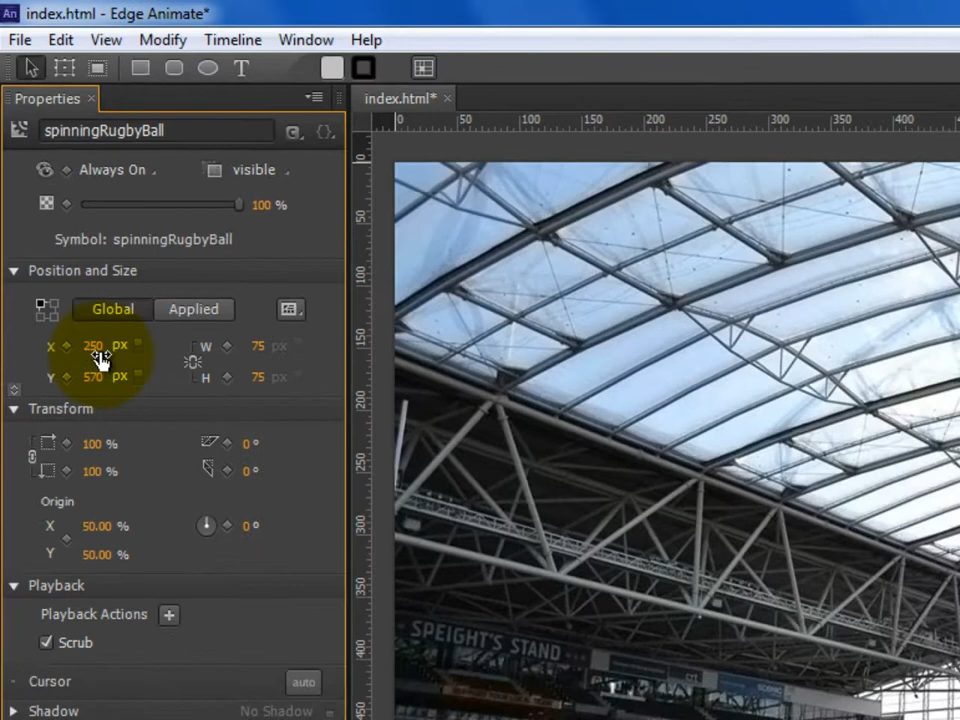 An index.html - Edge Animate*
File Edit View Modify Timeline Window Help
T
Properties ×
index.html* ×
0 50 100 150 200 250 300 350 400
spinningRugbyBall
Always On visible
100 %
Symbol: spinningRugbyBall
Position and Size
Global Applied
X 250 px W 75 px
Y 570 px H 75 px
Transform
100 % 0°
100 % 0°
Origin
X 50.00 % 0°
Y 50.00 %
Playback
Playback Actions +
Scrub
Cursor auto
Shadow No Shadow
0
50
100
150
200
250
300
350
400
450
SPEIGHT'S STAND